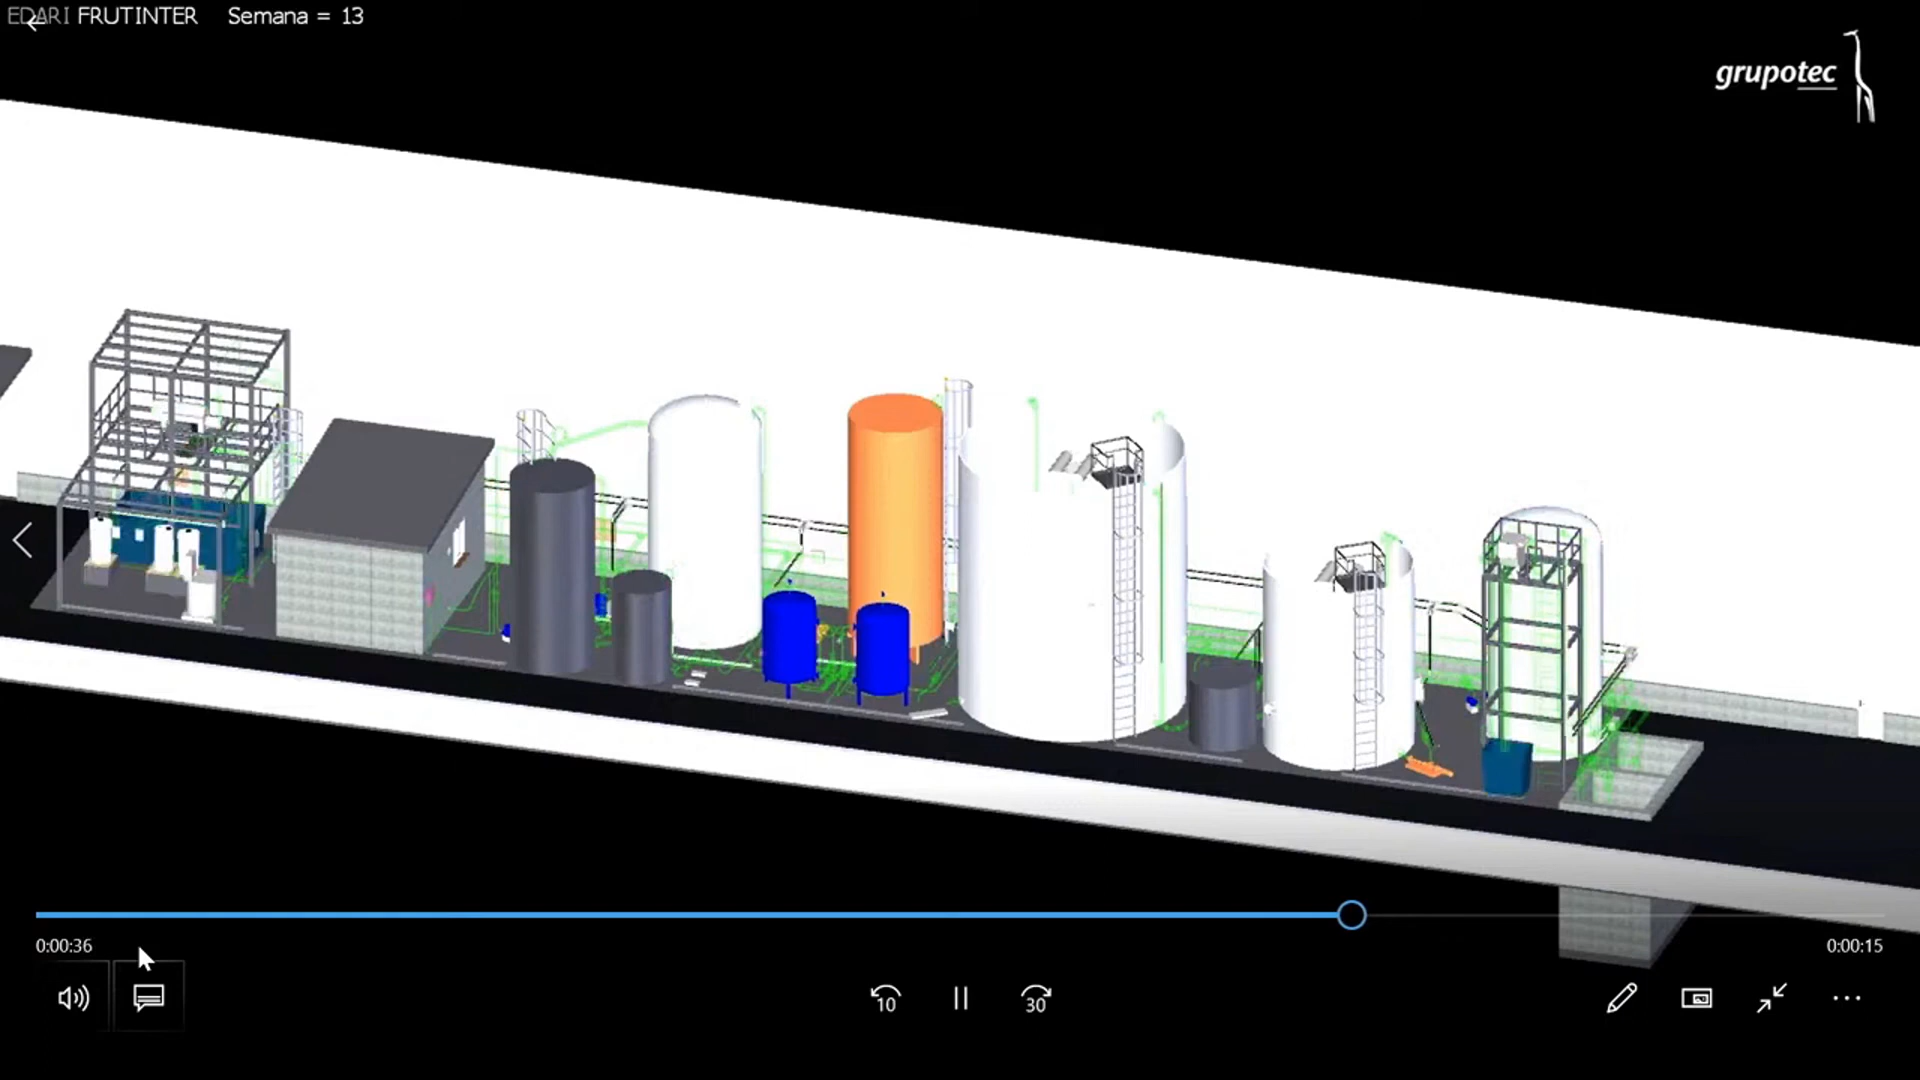 EDARI FRUTINTER Semana = 13
grupotec
0:00:36
0:00:15
10
30